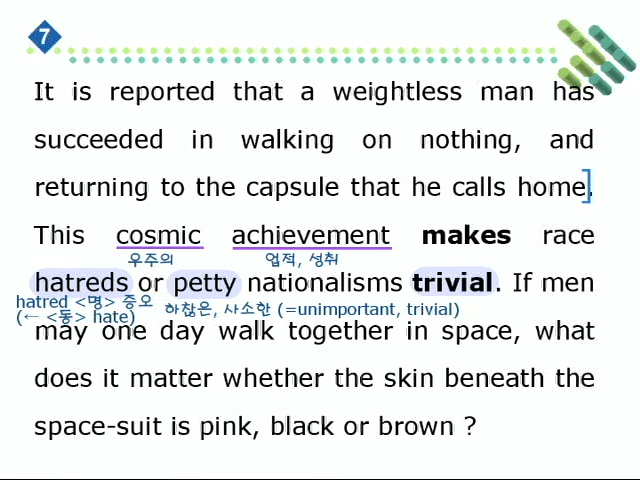 7
It is reported that a weightless man has
succeeded in walking on nothing, and
returning to the capsule that he calls home.]
This cosmic achievement makes race
우주의 업적, 성취
hatreds or petty nationalisms trivial. If men
hatred <명> 증오 하찮은, 사소한 (=unimportant, trivial)
(← <동> hate)
may one day walk together in space, what
does it matter whether the skin beneath the
space-suit is pink, black or brown ?